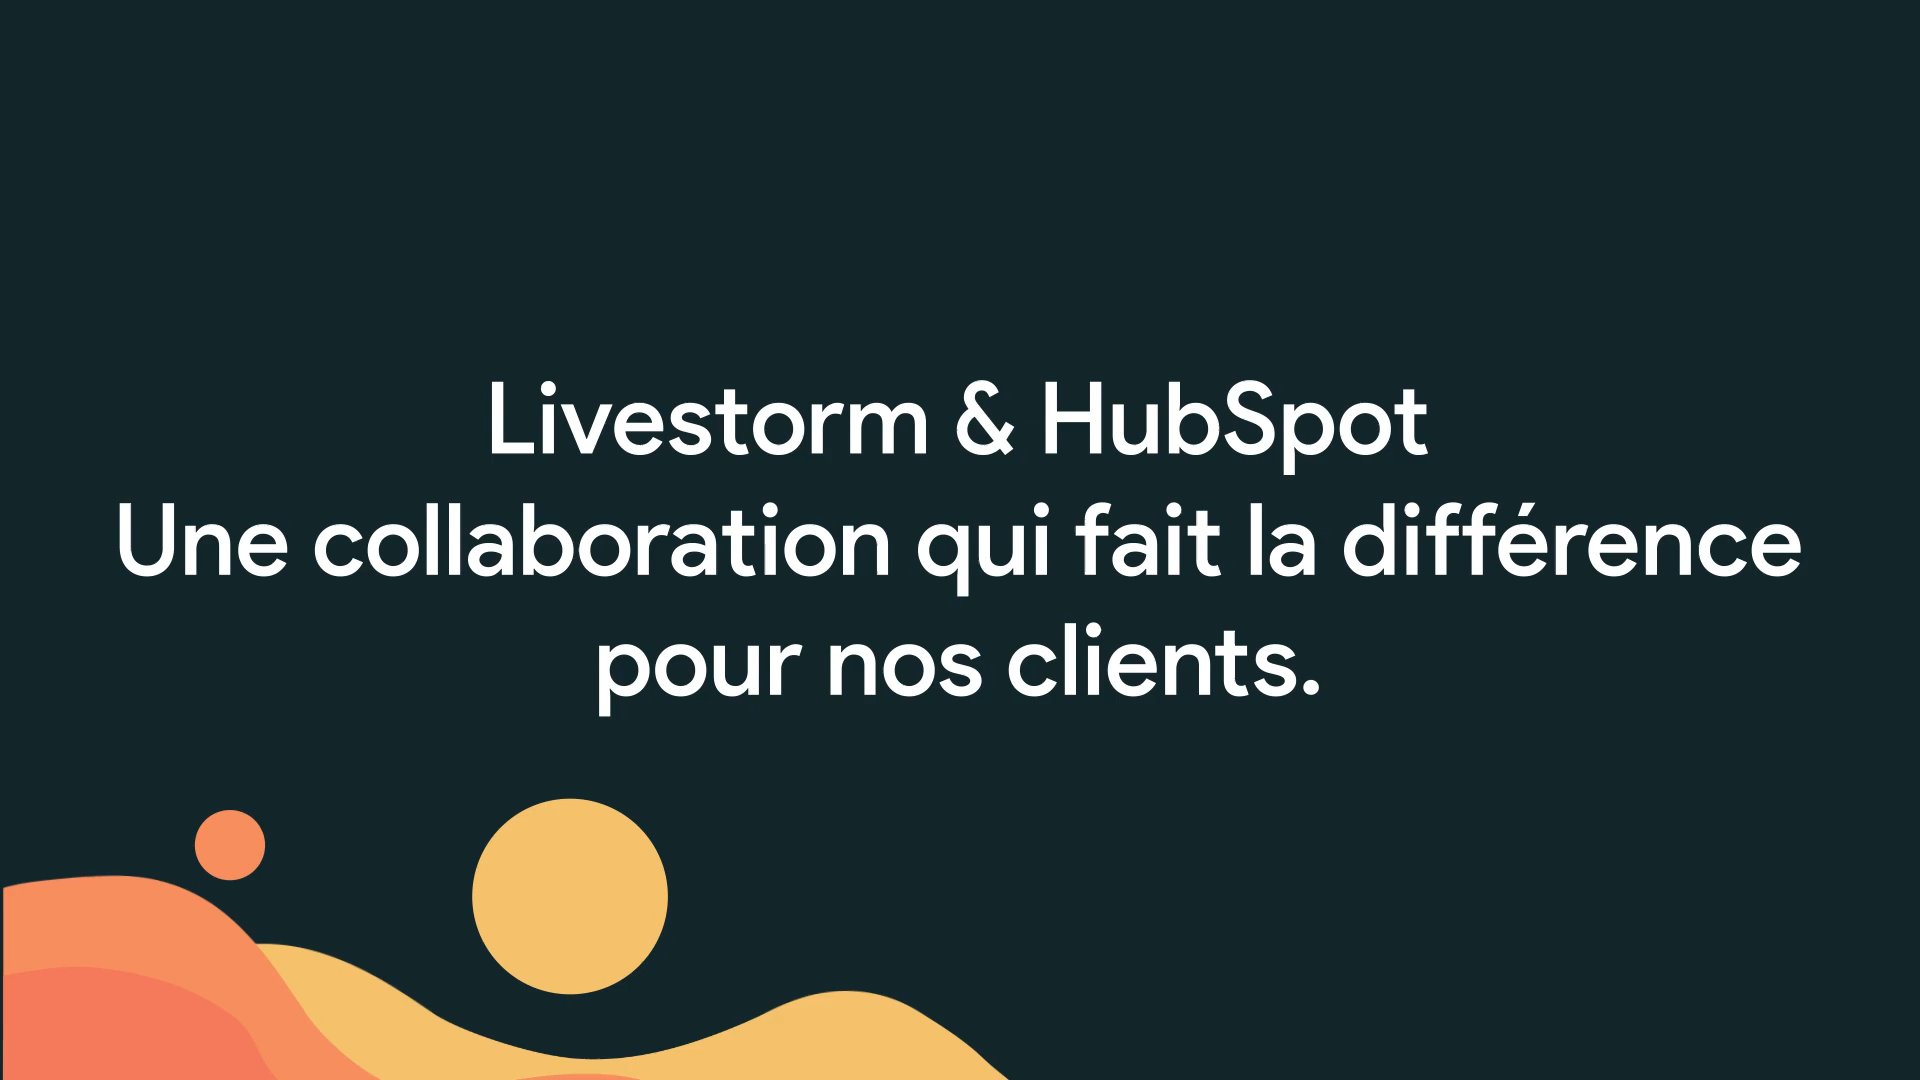 Livestorm & HubSpot
Une collaboration qui fait la différence
pour nos clients.